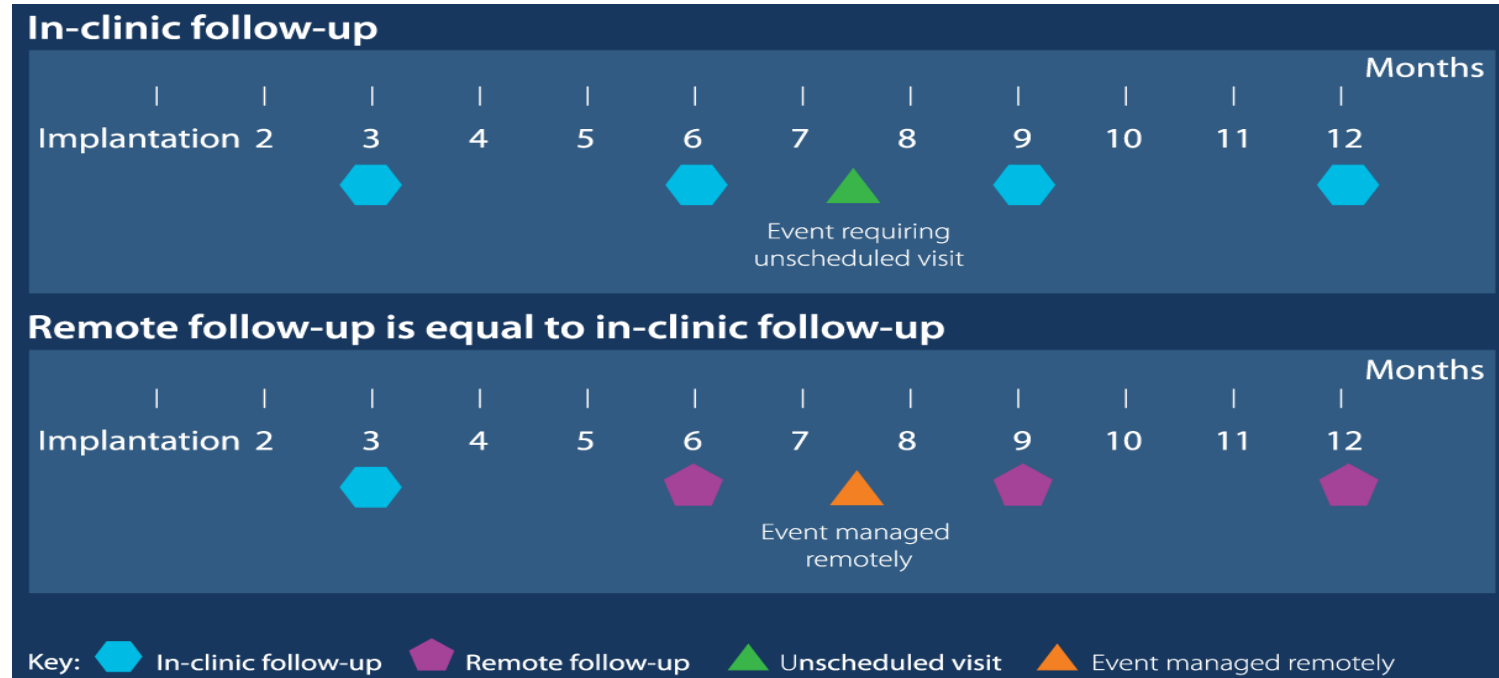 In-clinic follow-up
Months
Implantation 2 3 4 5 6 7 8 9 10 11 12
Event requiring
unscheduled visit
Remote follow-up is equal to in-clinic follow-up
Months
Implantation 2 3 4 5 6 7 8 9 10 11 12
Event managed
remotely
Key: In-clinic follow-up Remote follow-up Unscheduled visit Event managed remotely